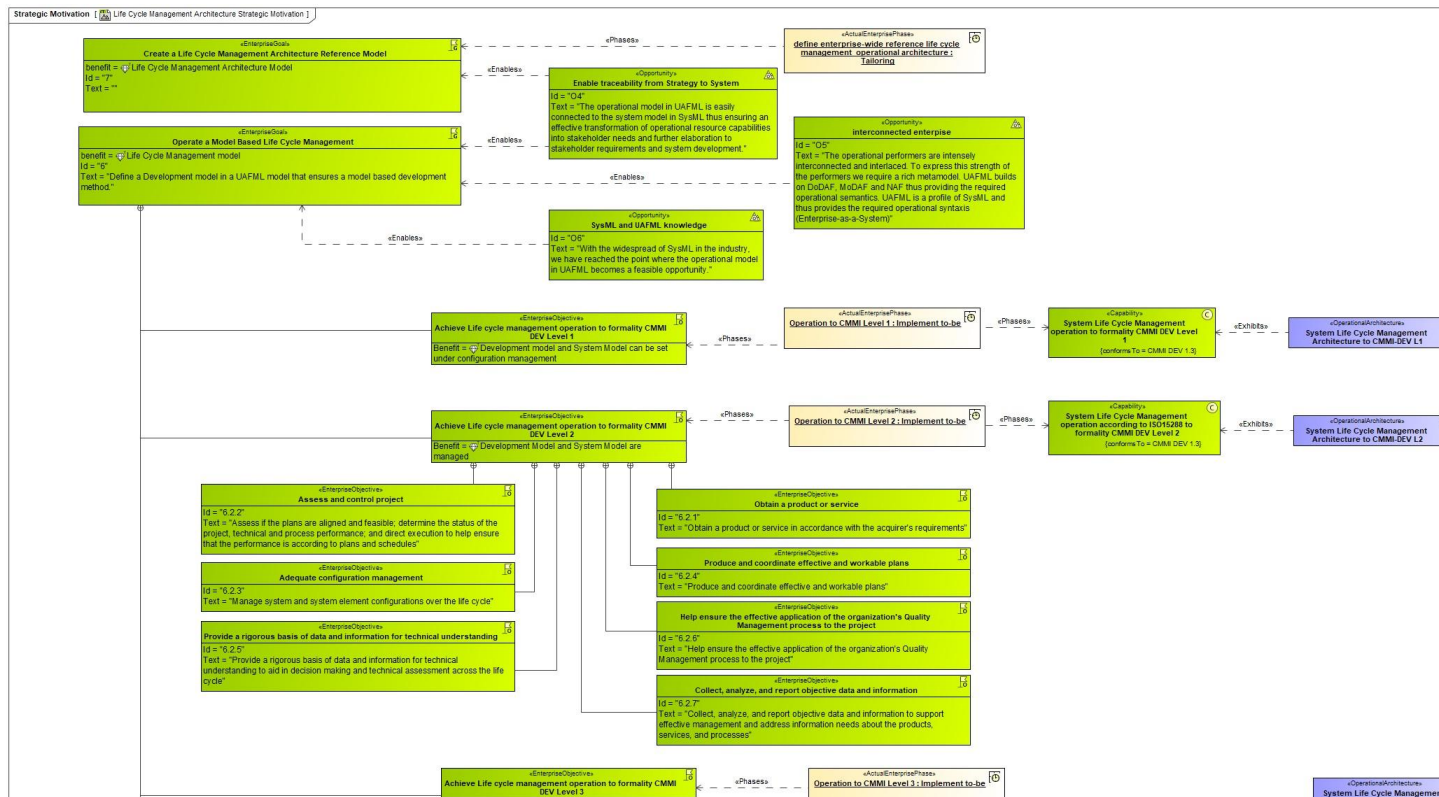 Strategic Motivation [ Life Cycle Management Architecture Strategic Motivation ]
«EnterpriseGoal»
Create a Life Cycle Management Architecture Reference Model
benefit = Life Cycle Management Architecture Model
Id = "7"
Text = ""
«Phases»
«ActualEnterprisePhase»
define enterprise-wide reference life cycle
management operational architecture :
Tailoring
«Enables»
«Opportunity»
Enable traceability from Strategy to System
Id = "O4"
Text = "The operational model in UAFML is easily
connected to the system model in SysML thus ensuring an
effective transformation of operational resource capabilities
into stakeholder needs and further elaboration to
stakeholder requirements and system development."
«EnterpriseGoal»
Operate a Model Based Life Cycle Management
benefit = Life Cycle Management model
Id = "6"
Text = "Define a Development model in a UAFML model that ensures a model based development
method."
«Enables»
«Enables»
«Opportunity»
interconnected enterpise
Id = "O5"
Text = "The operational performers are intensely
interconnected and interlaced. To express this strength of
the performers we require a rich metamodel. UAFML builds
on DoDAF, MoDAF and NAF thus providing the required
operational semantics. UAFML is a profile of SysML and
thus provides the required operational syntaxis
(Enterprise-as-a-System)"
«Enables»
«Opportunity»
SysML and UAFML knowledge
Id = "O6"
Text = "With the widespread of SysML in the industry,
we have reached the point where the operational model
in UAFML becomes a feasible opportunity."
«EnterpriseObjective»
Achieve Life cycle management operation to formality CMMI
DEV Level 1
Benefit = Development model and System Model can be set
under configuration management
«Phases»
«ActualEnterprisePhase»
Operation to CMMI Level 1 : Implement to-be
«Phases»
«Capability»
C
System Life Cycle Management
operation to formality CMMI DEV Level
1
{conformsTo = CMMI DEV 1.3}
«Exhibits»
«OperationalArchitecture»
System Life Cycle Management
Architecture to CMMI-DEV L1
«EnterpriseObjective»
Achieve Life cycle management operation to formality CMMI
DEV Level 2
Benefit = Development Model and System Model are
managed
«Phases»
«ActualEnterprisePhase»
Operation to CMMI Level 2 : Implement to-be
«Phases»
«Capability»
C
System Life Cycle Management
operation according to ISO15288 to
formality CMMI DEV Level 2
{conformsTo = CMMI DEV 1.3}
«Exhibits»
«OperationalArchitecture»
System Life Cycle Management
Architecture to CMMI-DEV L2
«EnterpriseObjective»
Assess and control project
Id = "6.2.2"
Text = "Assess if the plans are aligned and feasible; determine the status of the
project, technical and process performance; and direct execution to help ensure
that the performance is according to plans and schedules"
«EnterpriseObjective»
Obtain a product or service
Id = "6.2.1"
Text = "Obtain a product or service in accordance with the acquirer's requirements"
«EnterpriseObjective»
Adequate configuration management
Id = "6.2.3"
Text = "Manage system and system element configurations over the life cycle"
«EnterpriseObjective»
Produce and coordinate effective and workable plans
Id = "6.2.4"
Text = "Produce and coordinate effective and workable plans"
«EnterpriseObjective»
Provide a rigorous basis of data and information for technical understanding
Id = "6.2.5"
Text = "Provide a rigorous basis of data and information for technical
understanding to aid in decision making and technical assessment across the life
cycle"
«EnterpriseObjective»
Help ensure the effective application of the organization's Quality
Management process to the project
Id = "6.2.6"
Text = "Help ensure the effective application of the organization's Quality
Management process to the project"
«EnterpriseObjective»
Collect, analyze, and report objective data and information
Id = "6.2.7"
Text = "Collect, analyze, and report objective data and information to support
effective management and address information needs about the products,
services, and processes"
«EnterpriseObjective»
Achieve Life cycle management operation to formality CMMI
DEV Level 3
«Phases»
«ActualEnterprisePhase»
Operation to CMMI Level 3 : Implement to-be
«OperationalArchitecture»
System Life Cycle Manageme